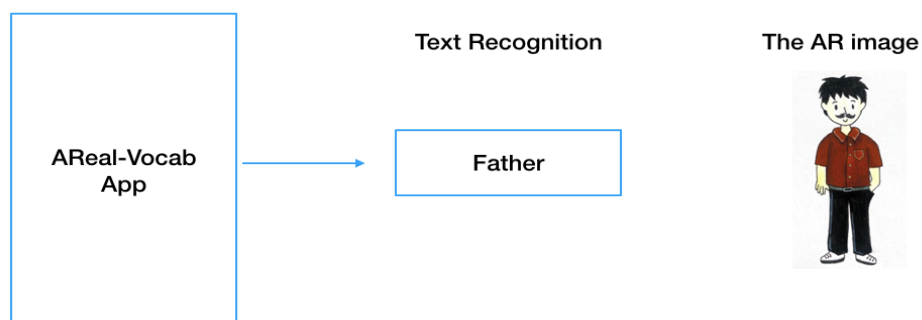 Text Recognition
The AR image
AReal-Vocab
App
Father